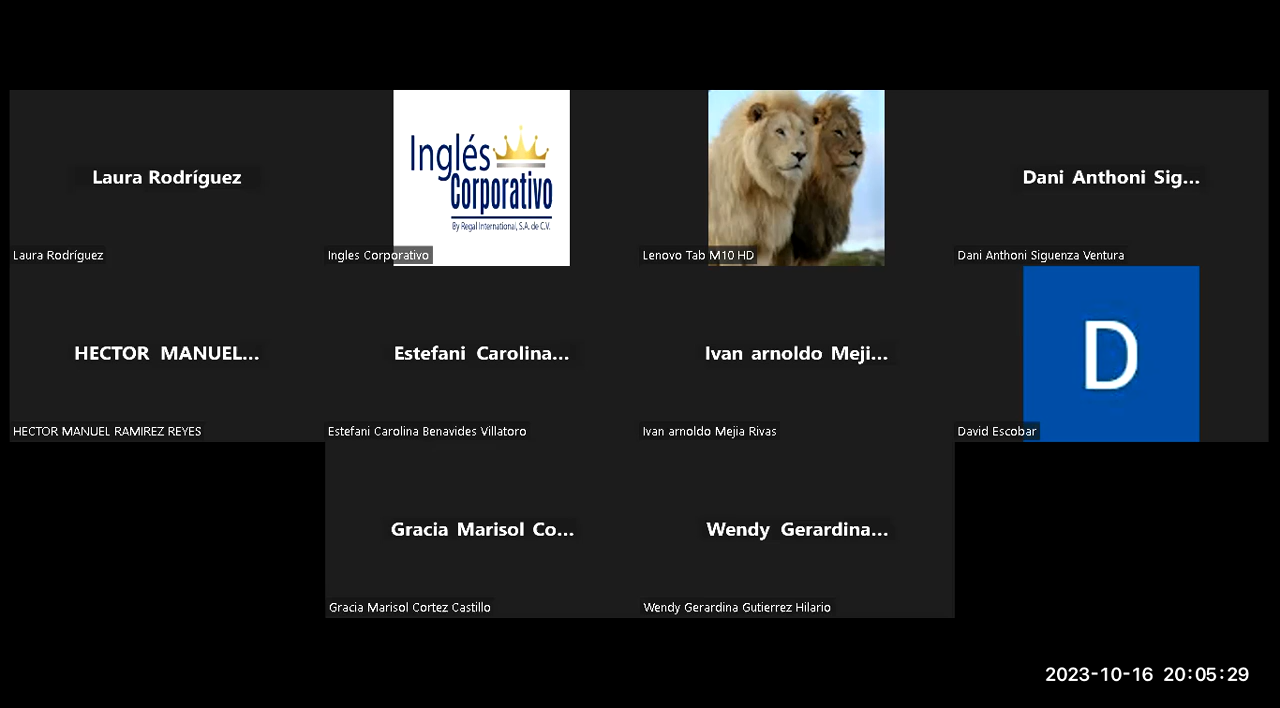 Laura Rodríguez
Inglés
Corporativo
By Regal International, S.A. de C.V.
Dani Anthoni Sig...
Laura Rodríguez
Ingles Corporativo
Lenovo Tab M10 HD
Dani Anthoni Siguenza Ventura
HECTOR MANUEL...
Estefani Carolina...
Ivan arnoldo Meji...
D
HECTOR MANUEL RAMIREZ REYES
Estefani Carolina Benavides Villatoro
Ivan arnoldo Mejia Rivas
David Escobar
Gracia Marisol Co...
Wendy Gerardina...
Gracia Marisol Cortez Castillo
Wendy Gerardina Gutierrez Hilario
2023-10-16 20:05:29